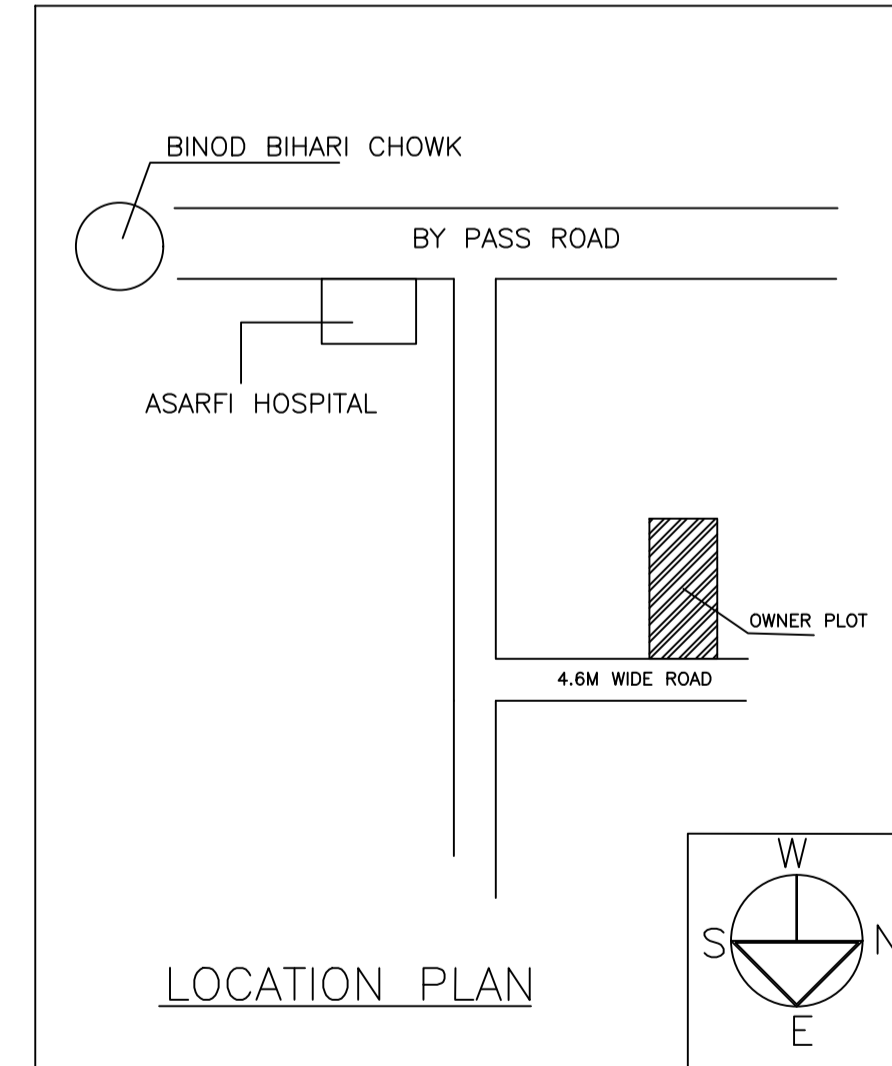 BINOD BIHARI CHOWK
BY PASS ROAD
ASARFI HOSPITAL
OWNER PLOT
4.6M WIDE ROAD
W
S N
E
LOCATION PLAN